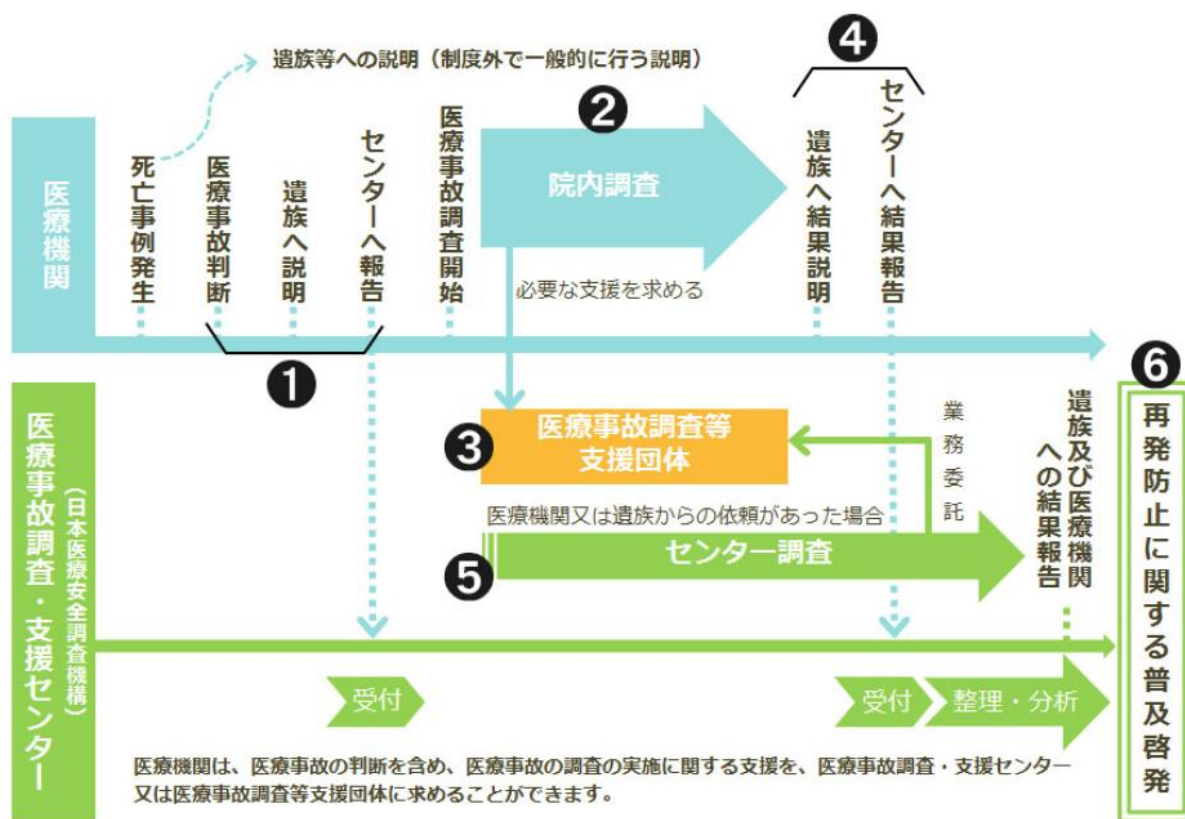 遺族等への説明（制度外で一般的に行う説明）
❹
医療機関
死亡事例発生
医療事故判断
遺族へ説明
センターへ報告
医療事故調査開始
❷
院内調査
遺族へ結果説明
センターへ結果報告
必要な支援を求める
❶
❸
医療事故調査等
支援団体
業務委託
医療機関又は遺族からの依頼があった場合
❺
センター調査
遺族及び医療機関
への結果報告
❻
再発防止に関する普及啓発
医療事故調査・支援センター
（日本医療安全調査機構）
受付
受付
整理・分析
医療機関は、医療事故の判断を含め、医療事故の調査の実施に関する支援を、医療事故調査・支援センター
又は医療事故調査等支援団体に求めることができます。